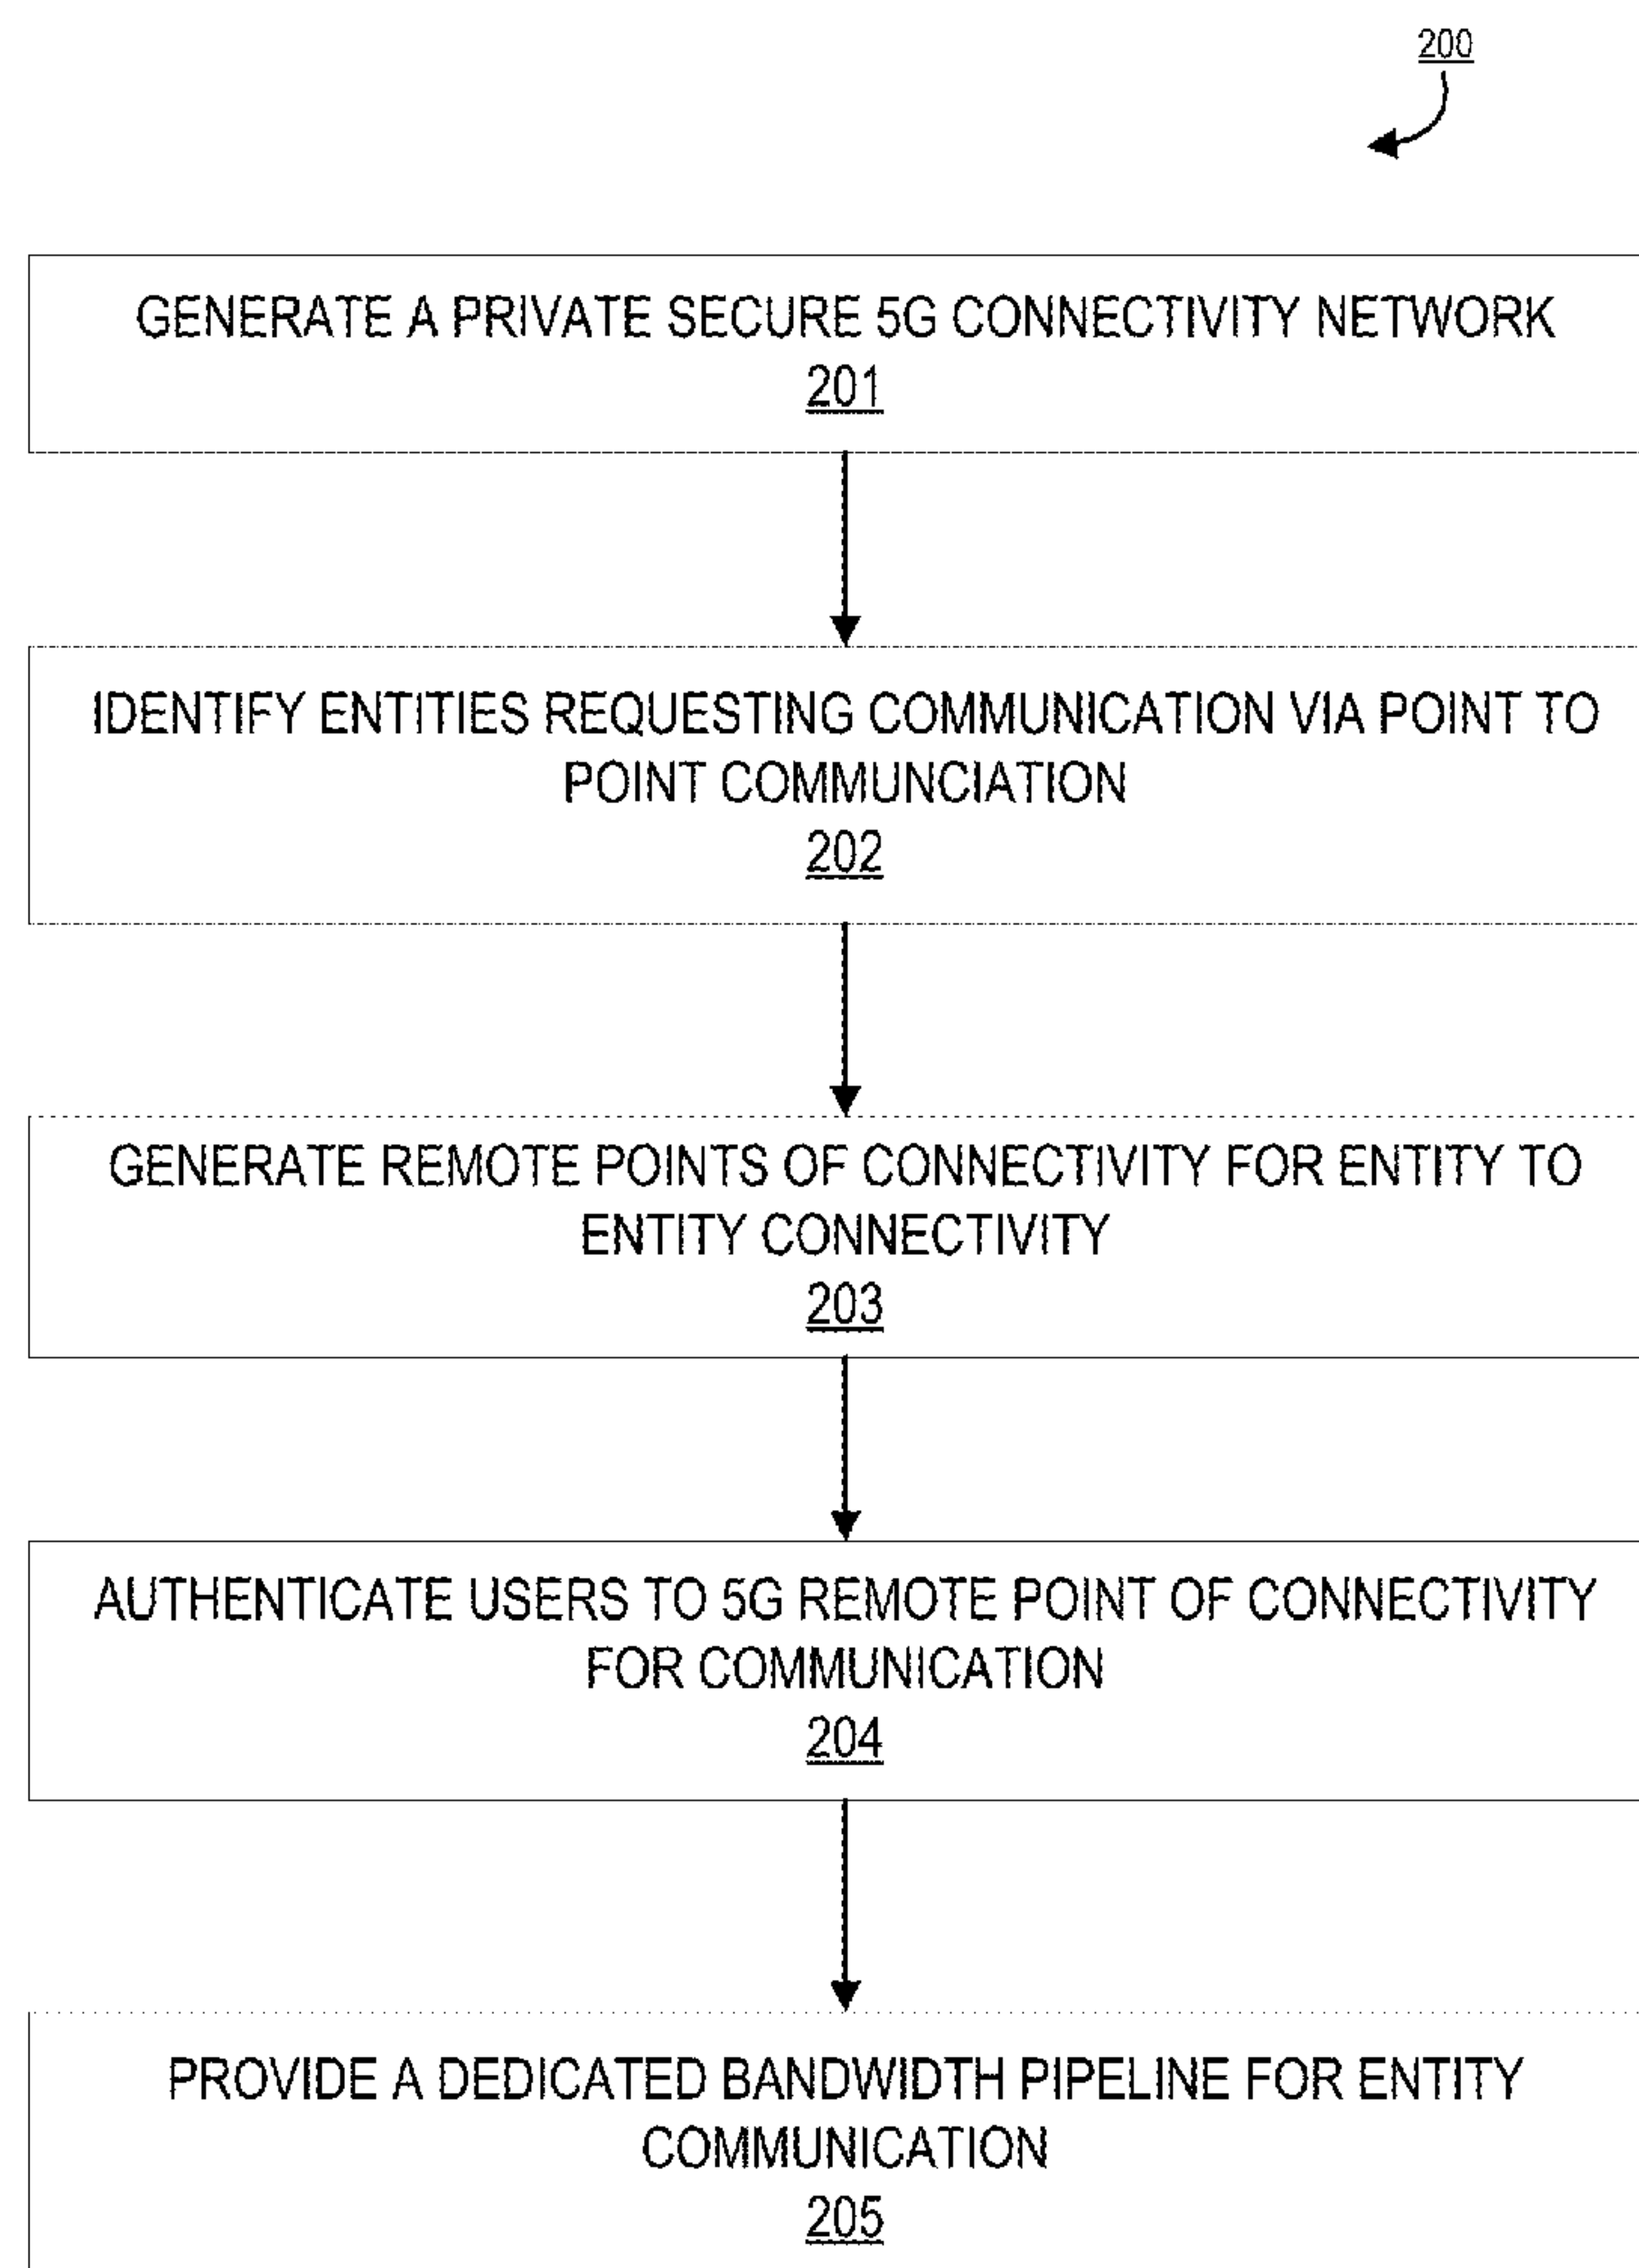 200
GENERATE A PRIVATE SECURE 5G CONNECTIVITY NETWORK
201
IDENTIFY ENTITIES REQUESTING COMMUNICATION VIA POINT TO
POINT COMMUNCIATION
202
GENERATE REMOTE POINTS OF CONNECTIVITY FOR ENTITY TO
ENTITY CONNECTIVITY
203
AUTHENTICATE USERS TO 5G REMOTE POINT OF CONNECTIVITY
FOR COMMUNICATION
204
PROVIDE A DEDICATED BANDWIDTH PIPELINE FOR ENTITY
COMMUNICATION
205